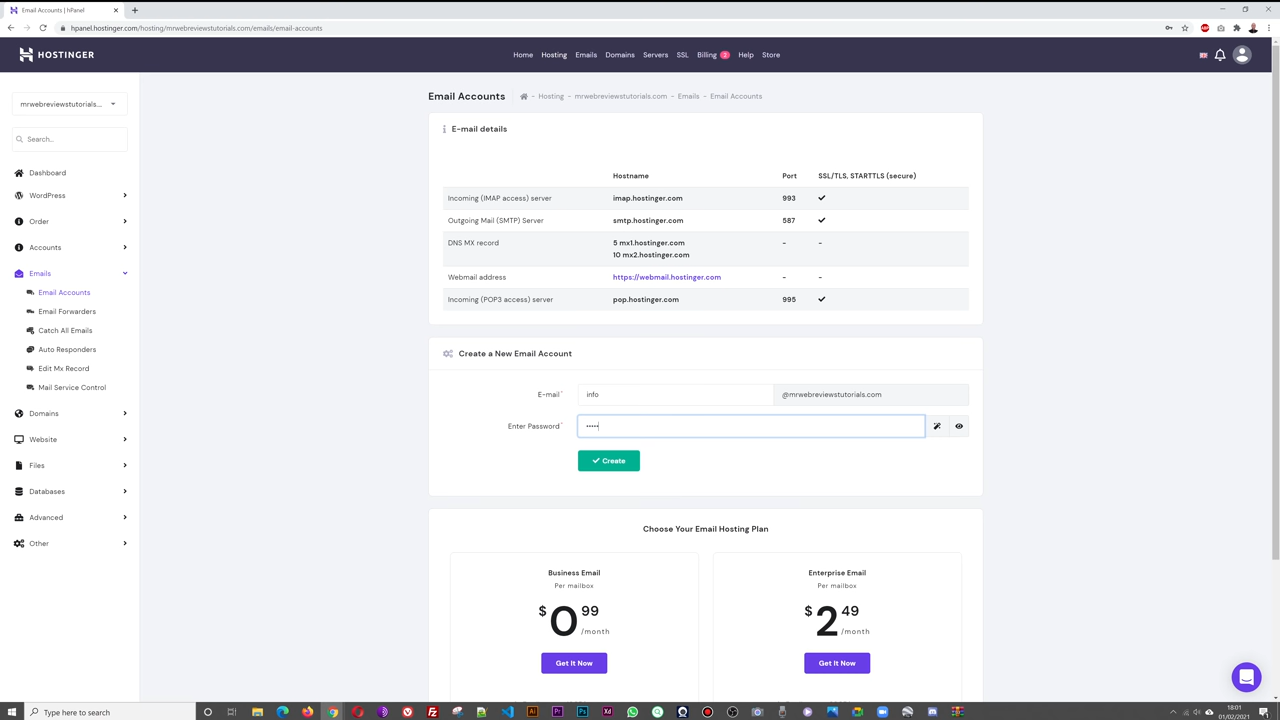 Email Accounts | hPanel
hpanel.hostinger.com/hosting/mrwebreviewstutorials.com/emails/email-accounts
HOSTINGER
Home Hosting Emails Domains Servers SSL Billing 2 Help Store
mrwebreviewstutorials....
Search...
Dashboard
WordPress
Order
Accounts
Emails
Email Accounts
Email Forwarders
Catch All Emails
Auto Responders
Edit Mx Record
Mail Service Control
Domains
Website
Files
Databases
Advanced
Other
Email Accounts - Hosting - mrwebreviewstutorials.com - Emails - Email Accounts
E-mail details
Hostname Port SSL/TLS, STARTTLS (secure)
Incoming (IMAP access) server imap.hostinger.com 993
Outgoing Mail (SMTP) Server smtp.hostinger.com 587
DNS MX record 5 mx1.hostinger.com - -
10 mx2.hostinger.com
Webmail address https://webmail.hostinger.com - -
Incoming (POP3 access) server pop.hostinger.com 995
Create a New Email Account
E-mail* info @mrwebreviewstutorials.com
Enter Password* •••••
Create
Choose Your Email Hosting Plan
Business Email
Per mailbox
$ 0 99 /month
Get It Now
Enterprise Email
Per mailbox
$ 2 49 /month
Get It Now
Type here to search
18:01
01/02/2021